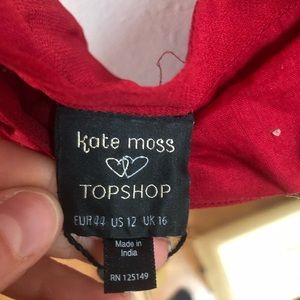 kate moss
TOPSHOP
EUR 44 US 12 UK 16
Made in
India
RN 125149